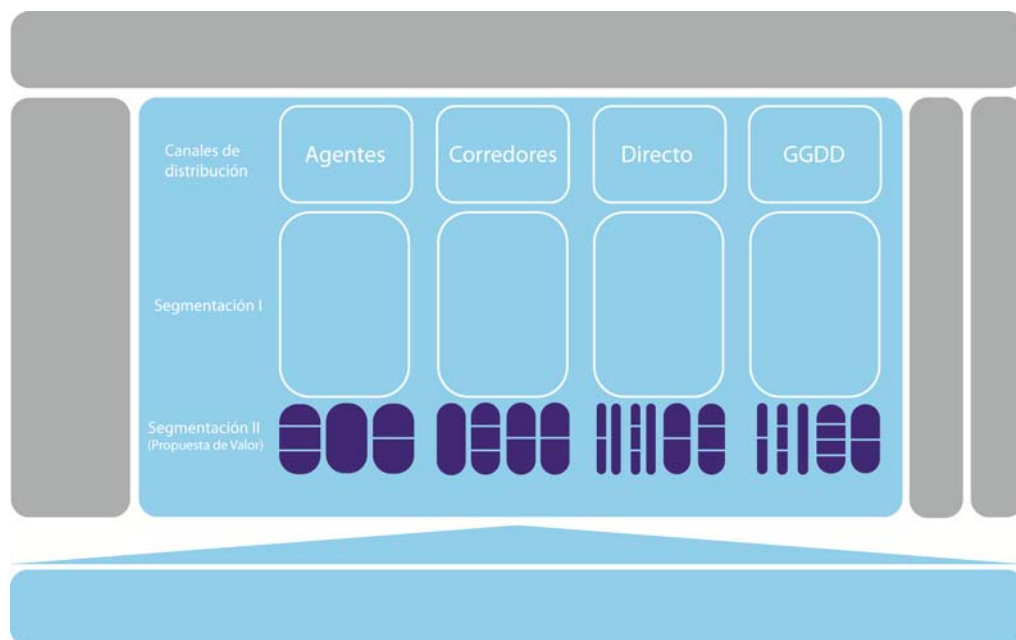 Canales de
distribución
Agentes
Corredores
Directo
GGDD
Segmentación I
Segmentación II
(Propuesta de Valor)